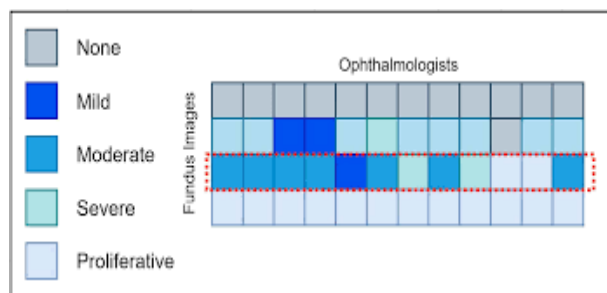 None
Mild
Moderate
Severe
Proliferative
Ophthalmologists
Fundus Images